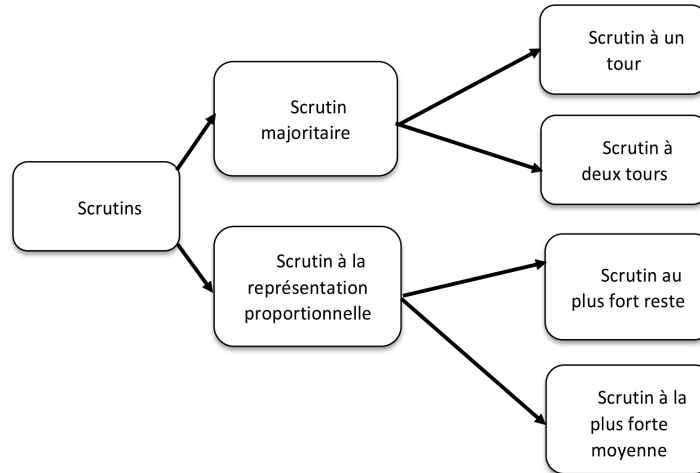 Scrutins
Scrutin
majoritaire
Scrutin à un
tour
Scrutin à
deux tours
Scrutin à la
représentation
proportionnelle
Scrutin au
plus fort reste
Scrutin à la
plus forte
moyenne